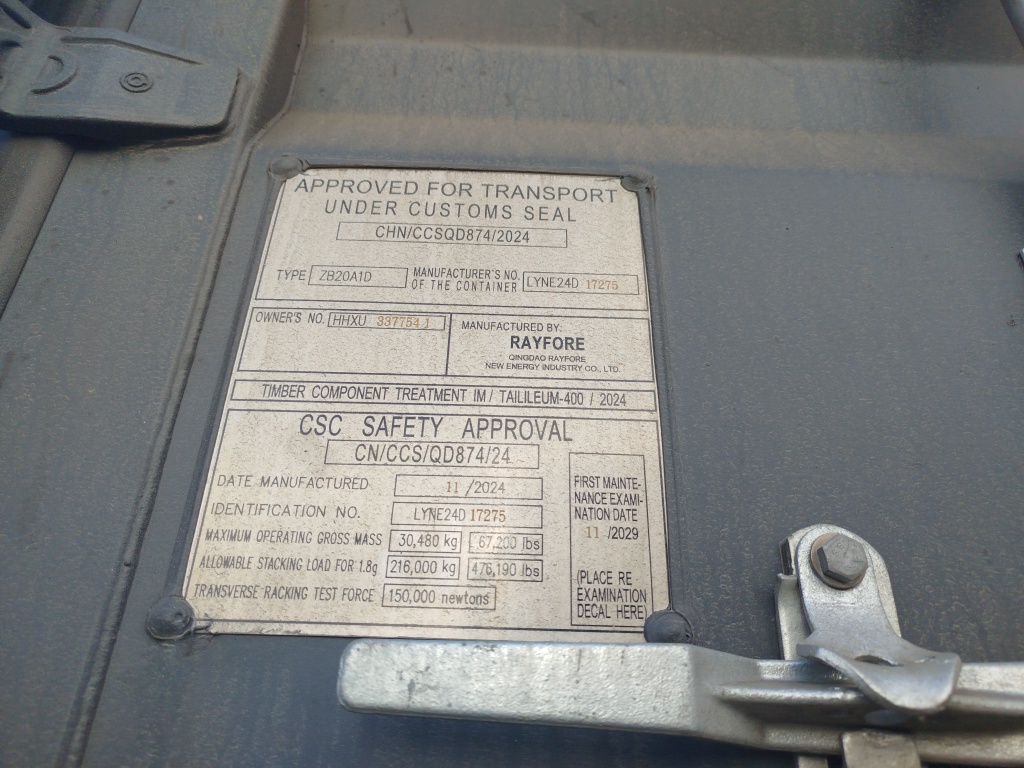 APPROVED FOR TRANSPORT
UNDER CUSTOMS SEAL
CHN/CCSQD874/2024
TYPE ZB20A1D MANUFACTURER'S NO. OF THE CONTAINER LYNE24D 17275
OWNER'S NO. HHXU 337754 1
MANUFACTURED BY:
RAYFORE
QINGDAO RAYFORE
NEW ENERGY INDUSTRY CO., LTD.
TIMBER COMPONENT TREATMENT IM / TAILILEUM-400 / 2024
CSC SAFETY APPROVAL
CN/CCS/QD874/24
DATE MANUFACTURED 11 /2024
IDENTIFICATION NO. LYNE24D 17275
MAXIMUM OPERATING GROSS MASS 30,480 kg 67,200 lbs
ALLOWABLE STACKING LOAD FOR 1.8g 216,000 kg 476,190 lbs
TRANSVERSE RACKING TEST FORCE 150,000 newtons
FIRST MAINTE-
NANCE EXAMI-
NATION DATE
11 /2029
(PLACE RE
EXAMINATION
DECAL HERE)